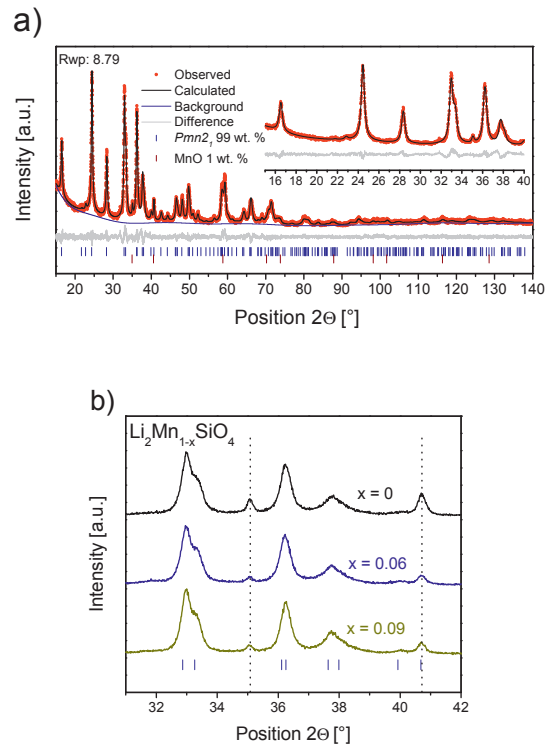 a)
Rwp: 8.79
Observed
Calculated
Background
Difference
Pmn2₁ 99 wt. %
MnO 1 wt. %
16 18 20 22 24 26 28 30 32 34 36 38 40
Intensity [a.u.]
20 30 40 50 60 70 80 90 100 110 120 130 140
Position 2Θ [°]
b)
Li₂Mn₁₋ₓSiO₄
x = 0
x = 0.06
x = 0.09
Intensity [a.u.]
32 34 36 38 40 42
Position 2Θ [°]